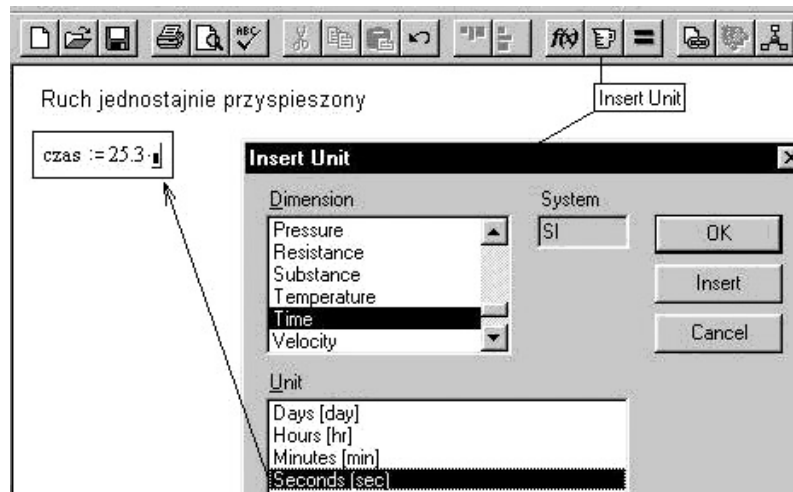 ABC
f(x)
Ruch jednostajnie przyspieszony
Insert Unit
czas := 25.3·
Insert Unit
Dimension
System
Pressure
Resistance
Substance
Temperature
Time
Velocity
SI
OK
Insert
Cancel
Unit
Days [day]
Hours [hr]
Minutes [min]
Seconds [sec]